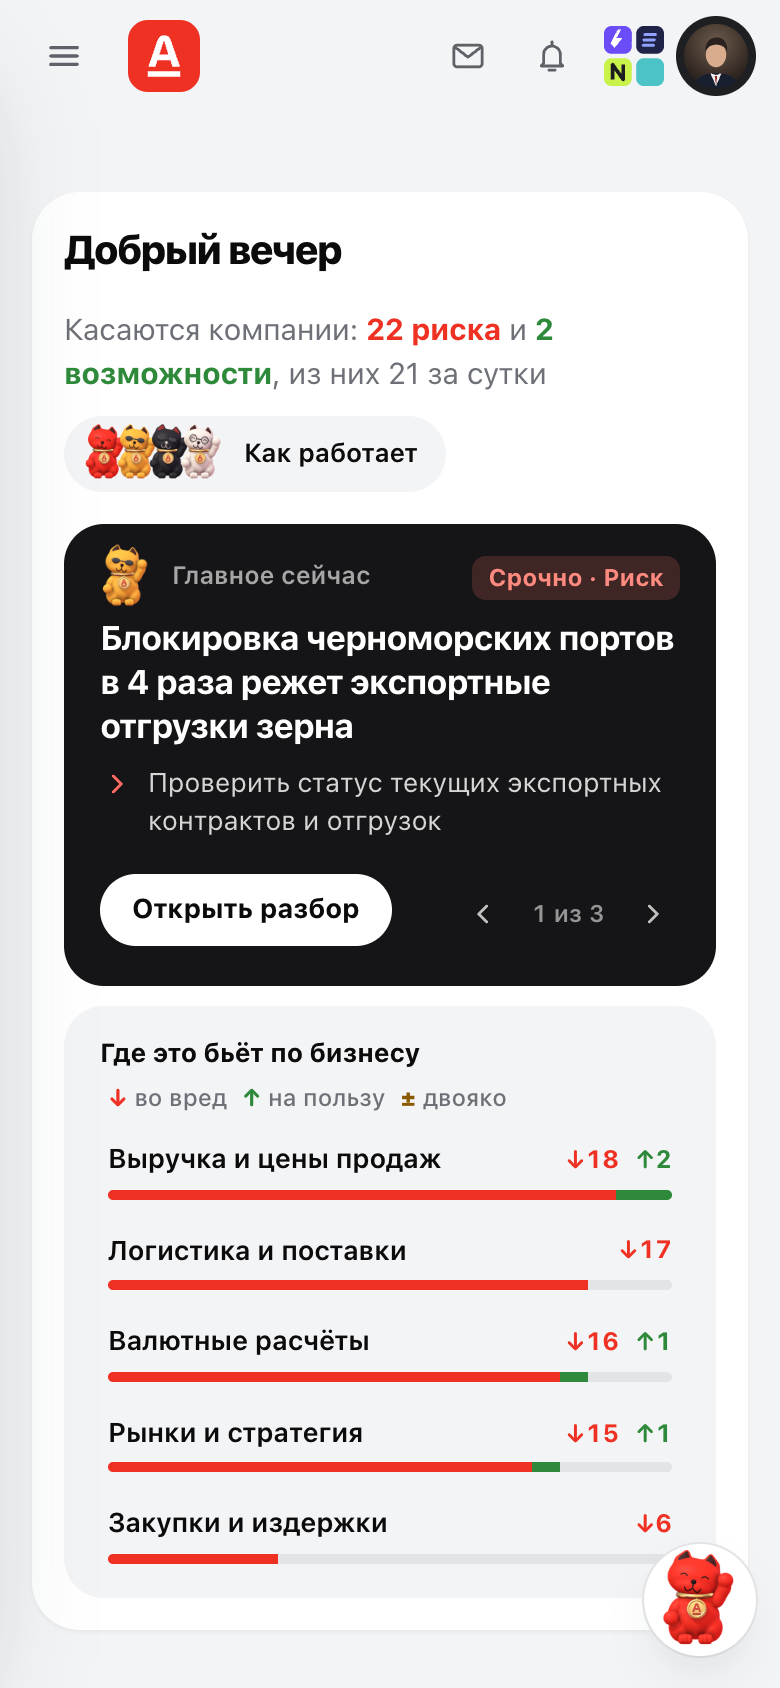 А
N
Добрый вечер
Касаются компании: 22 риска и 2
возможности, из них 21 за сутки
Как работает
Главное сейчас
Срочно · Риск
Блокировка черноморских портов
в 4 раза режет экспортные
отгрузки зерна
Проверить статус текущих экспортных
контрактов и отгрузок
Открыть разбор
1 из 3
Где это бьёт по бизнесу
↓ во вред ↑ на пользу ± двояко
Выручка и цены продаж ↓18 ↑2
Логистика и поставки ↓17
Валютные расчёты ↓16 ↑1
Рынки и стратегия ↓15 ↑1
Закупки и издержки ↓6